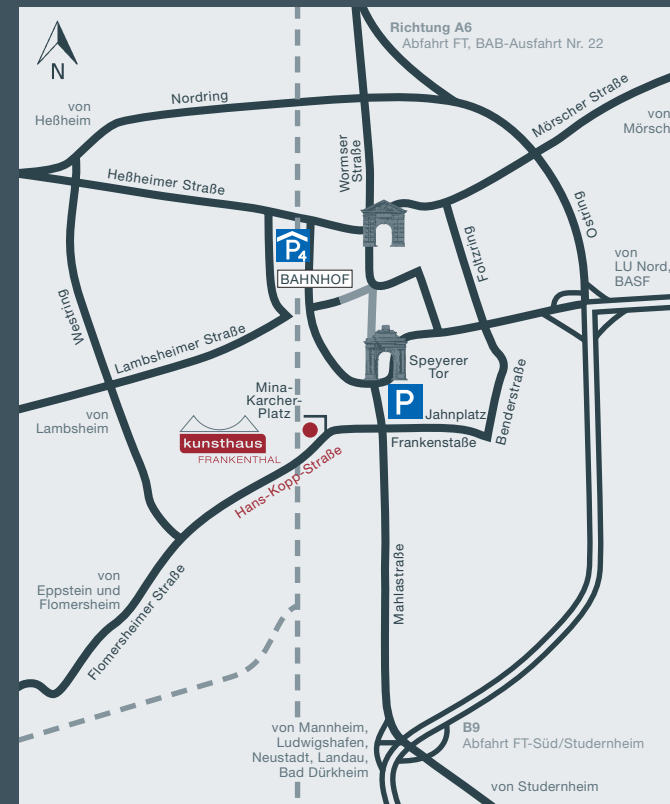 Richtung A6
Abfahrt FT, BAB-Ausfahrt Nr. 22
N
Nordring
von
Heßheim
Mörscher Straße
von
Mörsch
Wormser
Straße
Heßheimer Straße
Ostring
Foltzring
P4
BAHNHOF
von
LU Nord,
BASF
Westring
Lambsheimer Straße
Speyerer
Tor
Mina-
Karcher-
Platz
P
Jahnplatz
Benderstraße
von
Lambsheim
kunsthaus
FRANKENTHAL
Frankenstaße
Hans-Kopp-Straße
Mahlastraße
von
Eppstein und
Flomersheim
Flomersheimer Straße
von Mannheim,
Ludwigshafen,
Neustadt, Landau,
Bad Dürkheim
B9
Abfahrt FT-Süd/Studernheim
von Studernheim